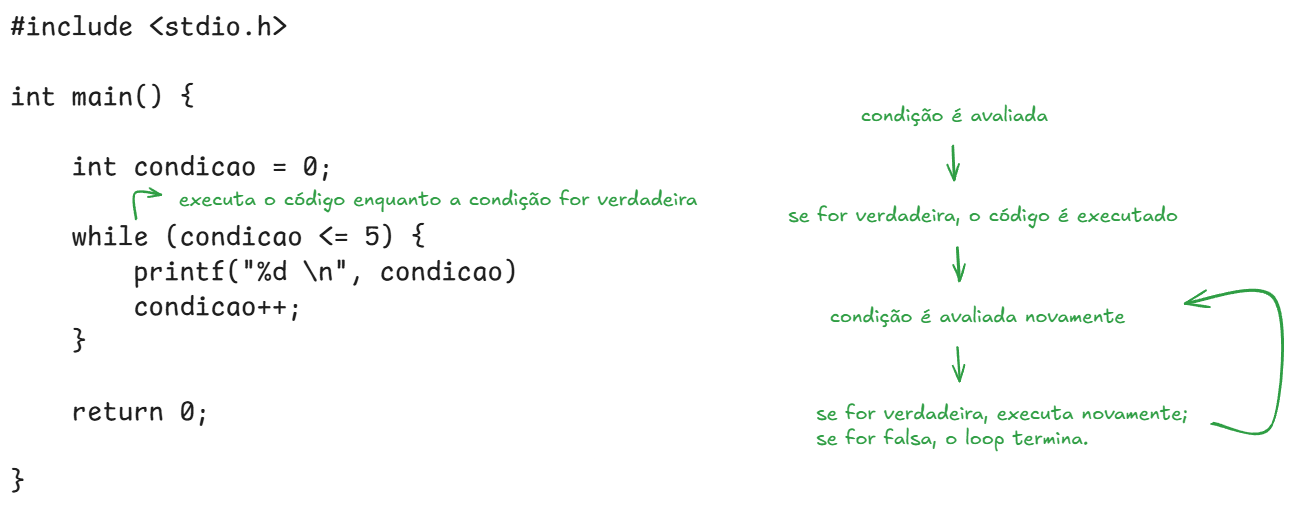 #include <stdio.h>
int main() {
int condicao = 0;
executa o código enquanto a condição for verdadeira
while (condicao <= 5) {
printf("%d \n", condicao)
condicao++;
}
return 0;
}
condição é avaliada
se for verdadeira, o código é executado
condição é avaliada novamente
se for verdadeira, executa novamente;
se for falsa, o loop termina.